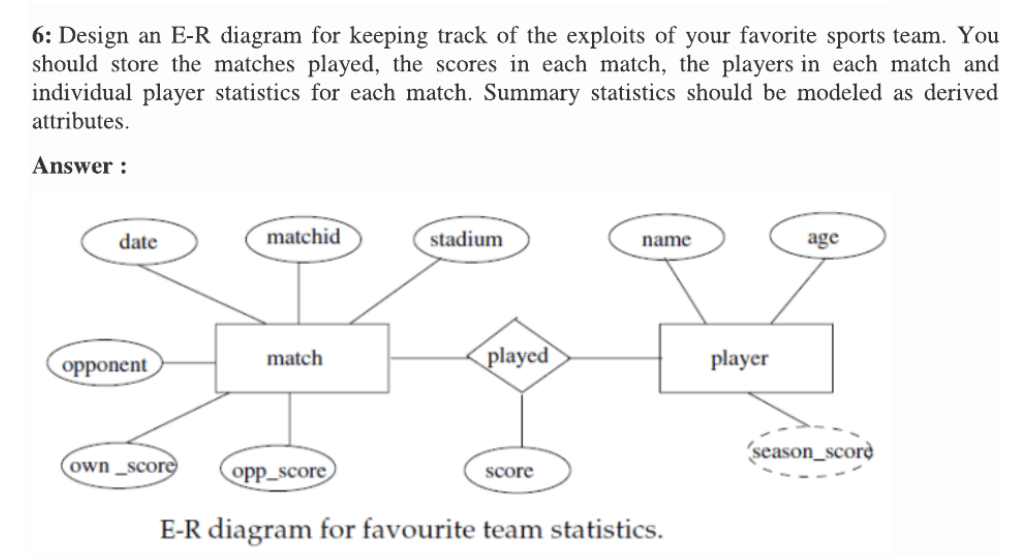 6: Design an E-R diagram for keeping track of the exploits of your favorite sports team. You
should store the matches played, the scores in each match, the players in each match and
individual player statistics for each match. Summary statistics should be modeled as derived
attributes.
Answer :
date
matchid
stadium
name
age
opponent
match
played
player
own _score
opp_score
score
season_score
E-R diagram for favourite team statistics.